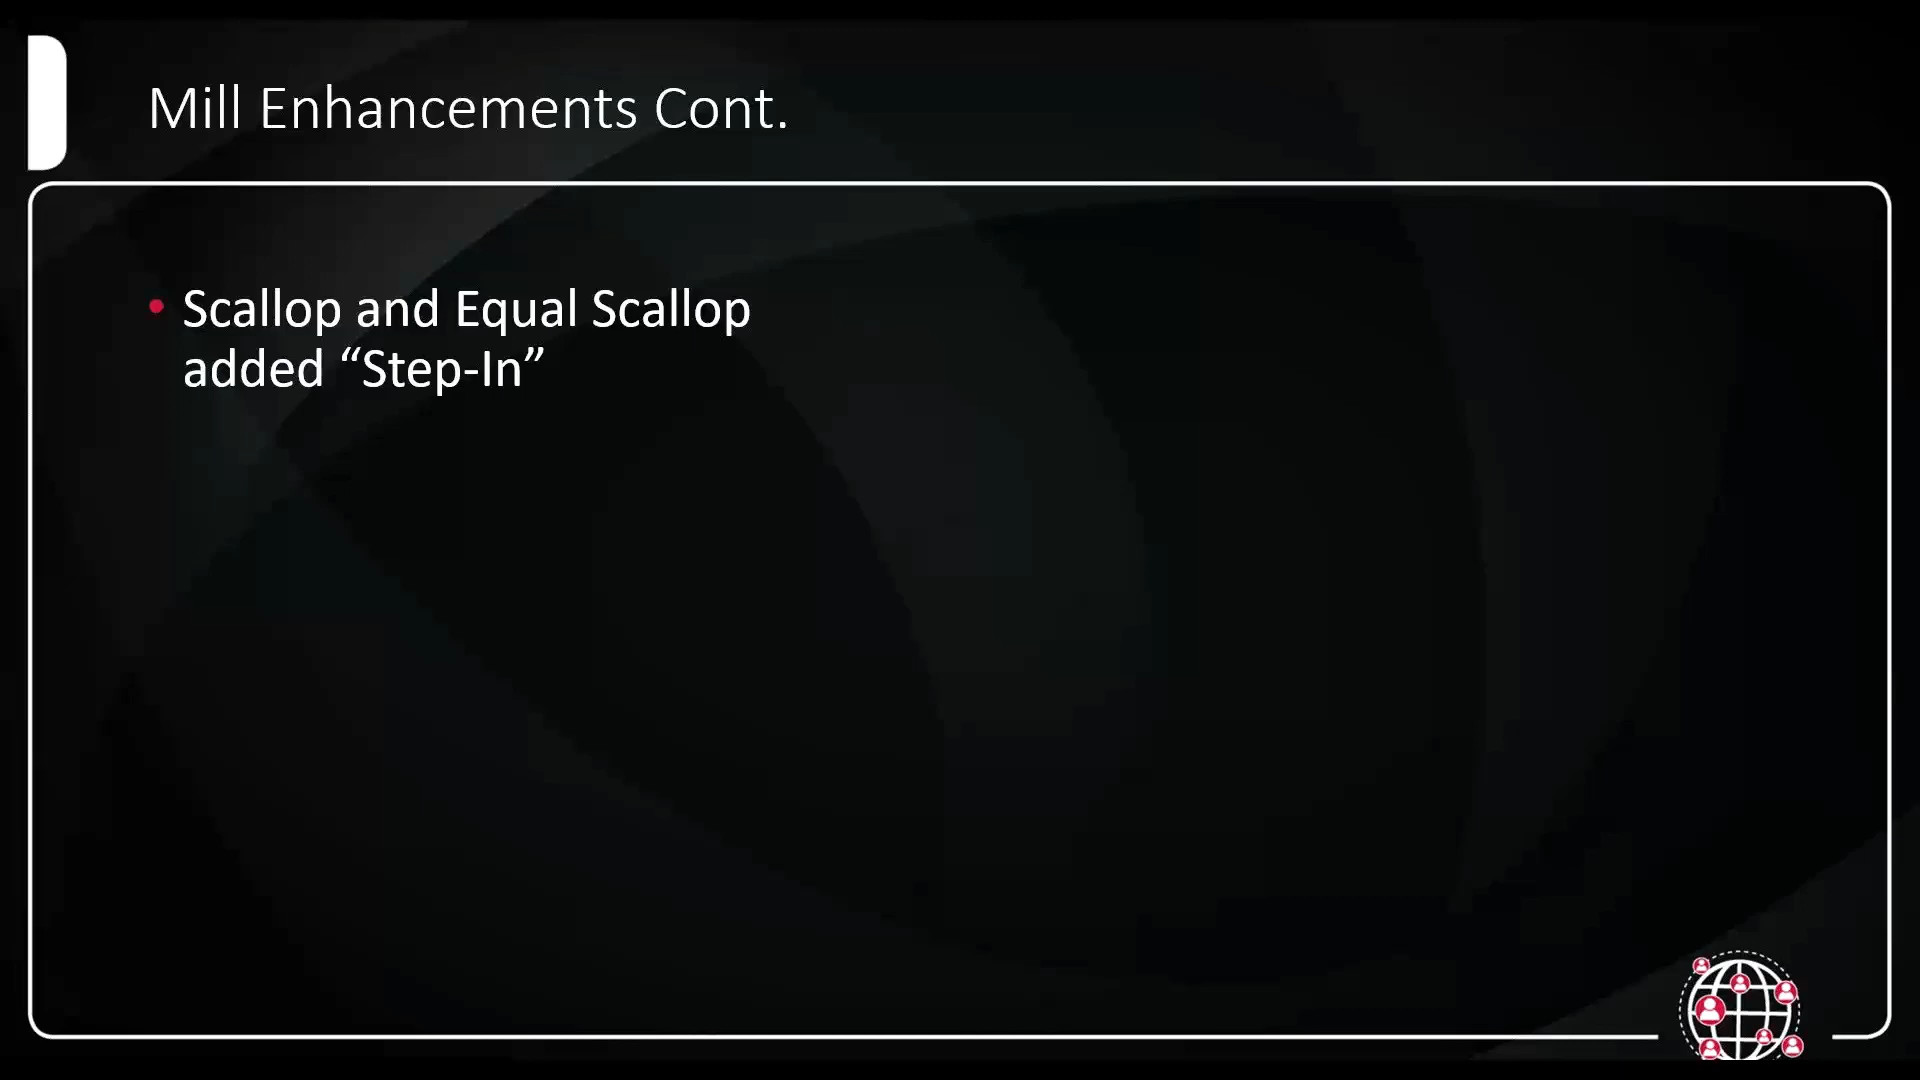 Mill Enhancements Cont.
• Scallop and Equal Scallop
added “Step-In”